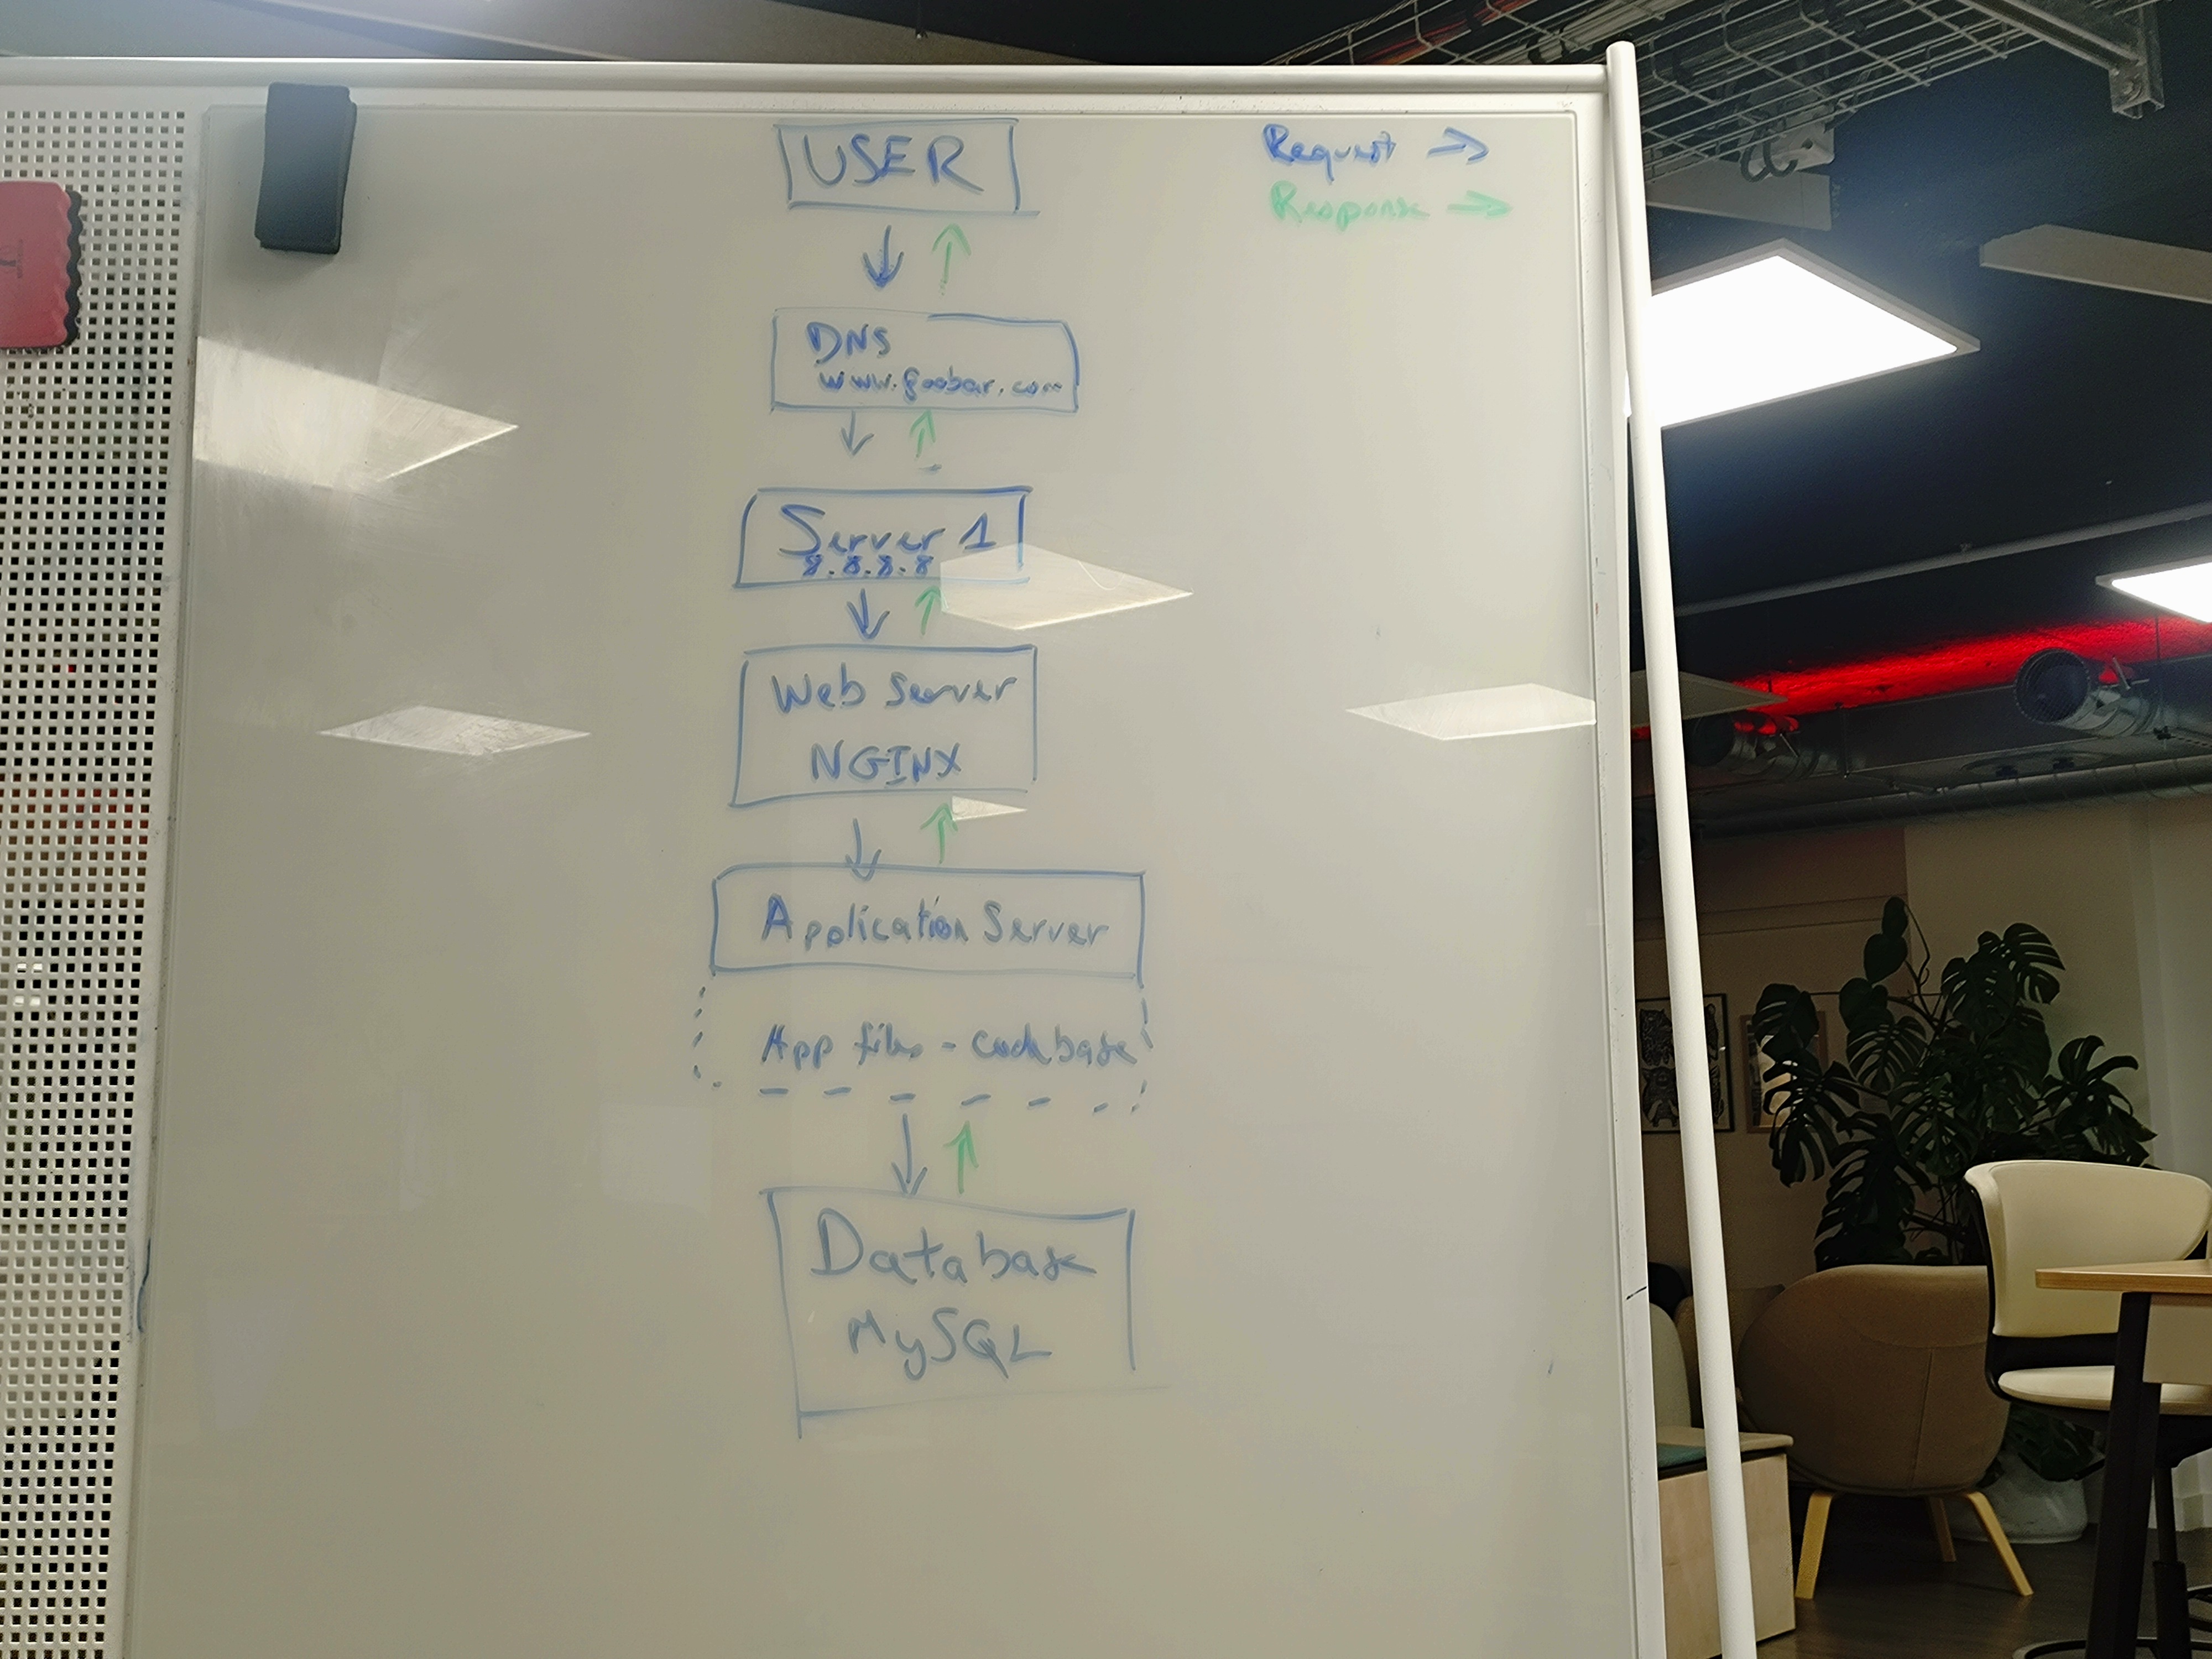 USER
Request →
Response →
DNS
www.foobar.com
Server 1
8.8.8.8
Web Server
NGINX
Application Server
App files - codebase
Database
MySQL